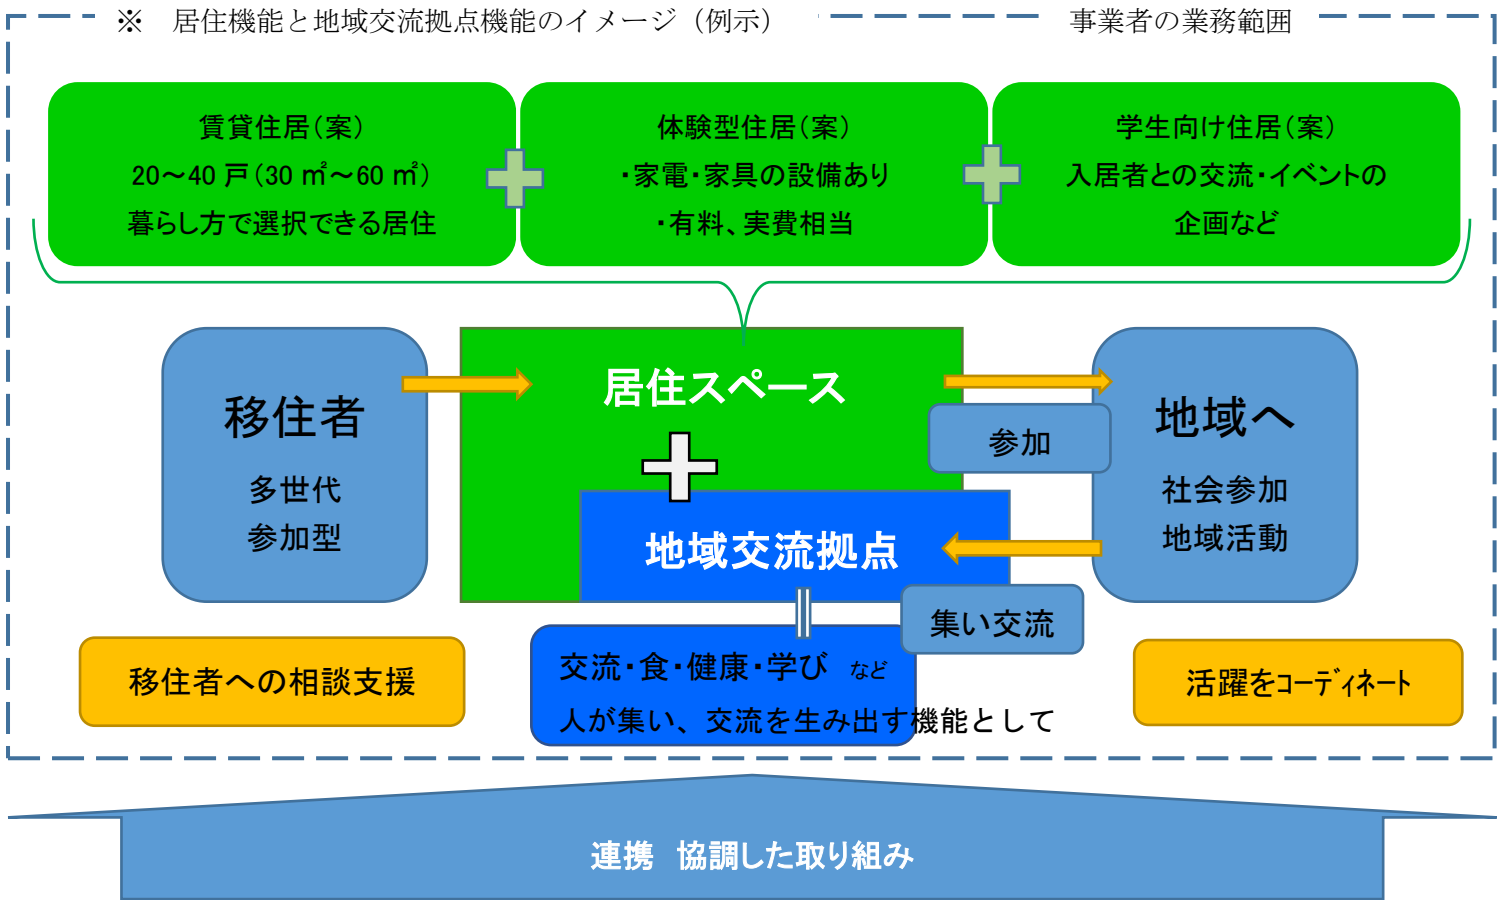 ※ 居住機能と地域交流拠点機能のイメージ（例示）
事業者の業務範囲
賃貸住居（案）
20～40 戸（30 ㎡～60 ㎡）
暮らし方で選択できる居住
体験型住居（案）
・家電・家具の設備あり
・有料、実費相当
学生向け住居（案）
入居者との交流・イベントの
企画など
移住者
多世代
参加型
居住スペース
地域交流拠点
参加
集い交流
地域へ
社会参加
地域活動
移住者への相談支援
交流・食・健康・学び など
人が集い、交流を生み出す機能として
活躍をｺｰﾃﾞｨﾈｰﾄ
連携 協調した取り組み